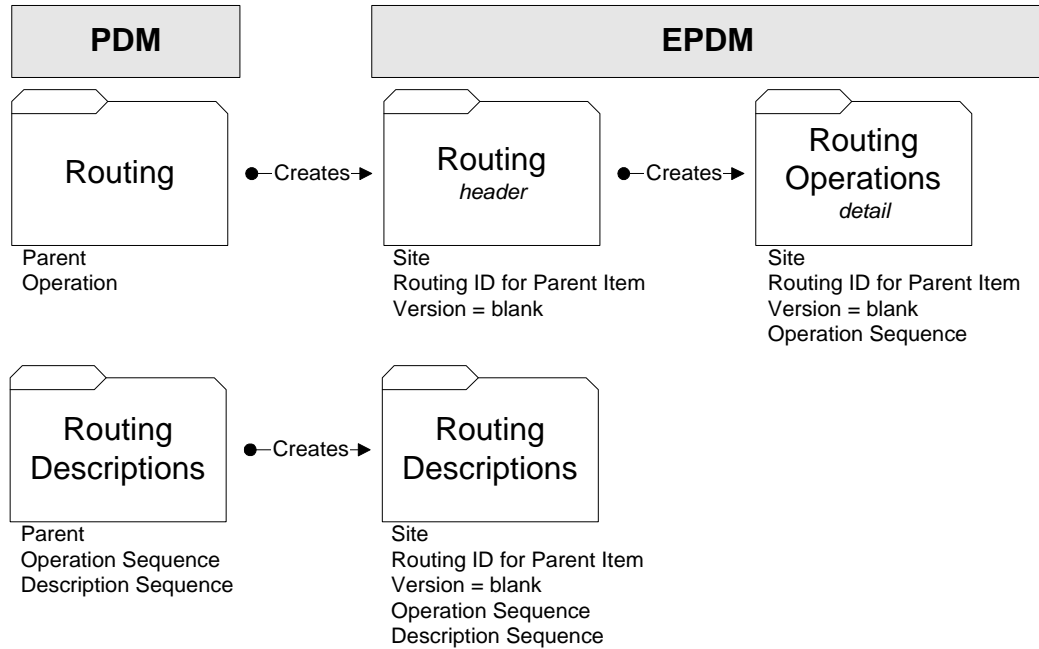 PDM
EPDM
Routing
Creates
Routing
header
Creates
Routing
Operations
detail
Parent
Operation
Site
Routing ID for Parent Item
Version = blank
Site
Routing ID for Parent Item
Version = blank
Operation Sequence
Routing
Descriptions
Creates
Routing
Descriptions
Parent
Operation Sequence
Description Sequence
Site
Routing ID for Parent Item
Version = blank
Operation Sequence
Description Sequence